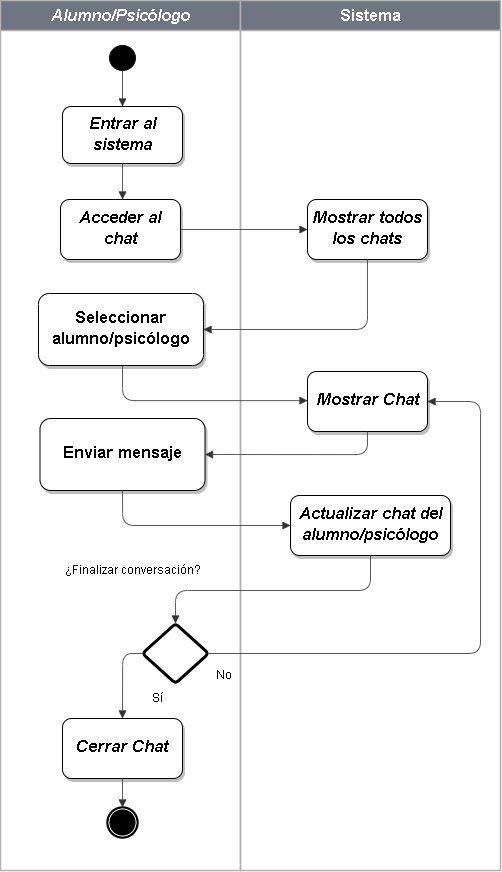 Alumno/Psicólogo
Sistema
Entrar al
sistema
Acceder al
chat
Mostrar todos
los chats
Seleccionar
alumno/psicólogo
Mostrar Chat
Enviar mensaje
Actualizar chat del
alumno/psicólogo
¿Finalizar conversación?
No
Sí
Cerrar Chat